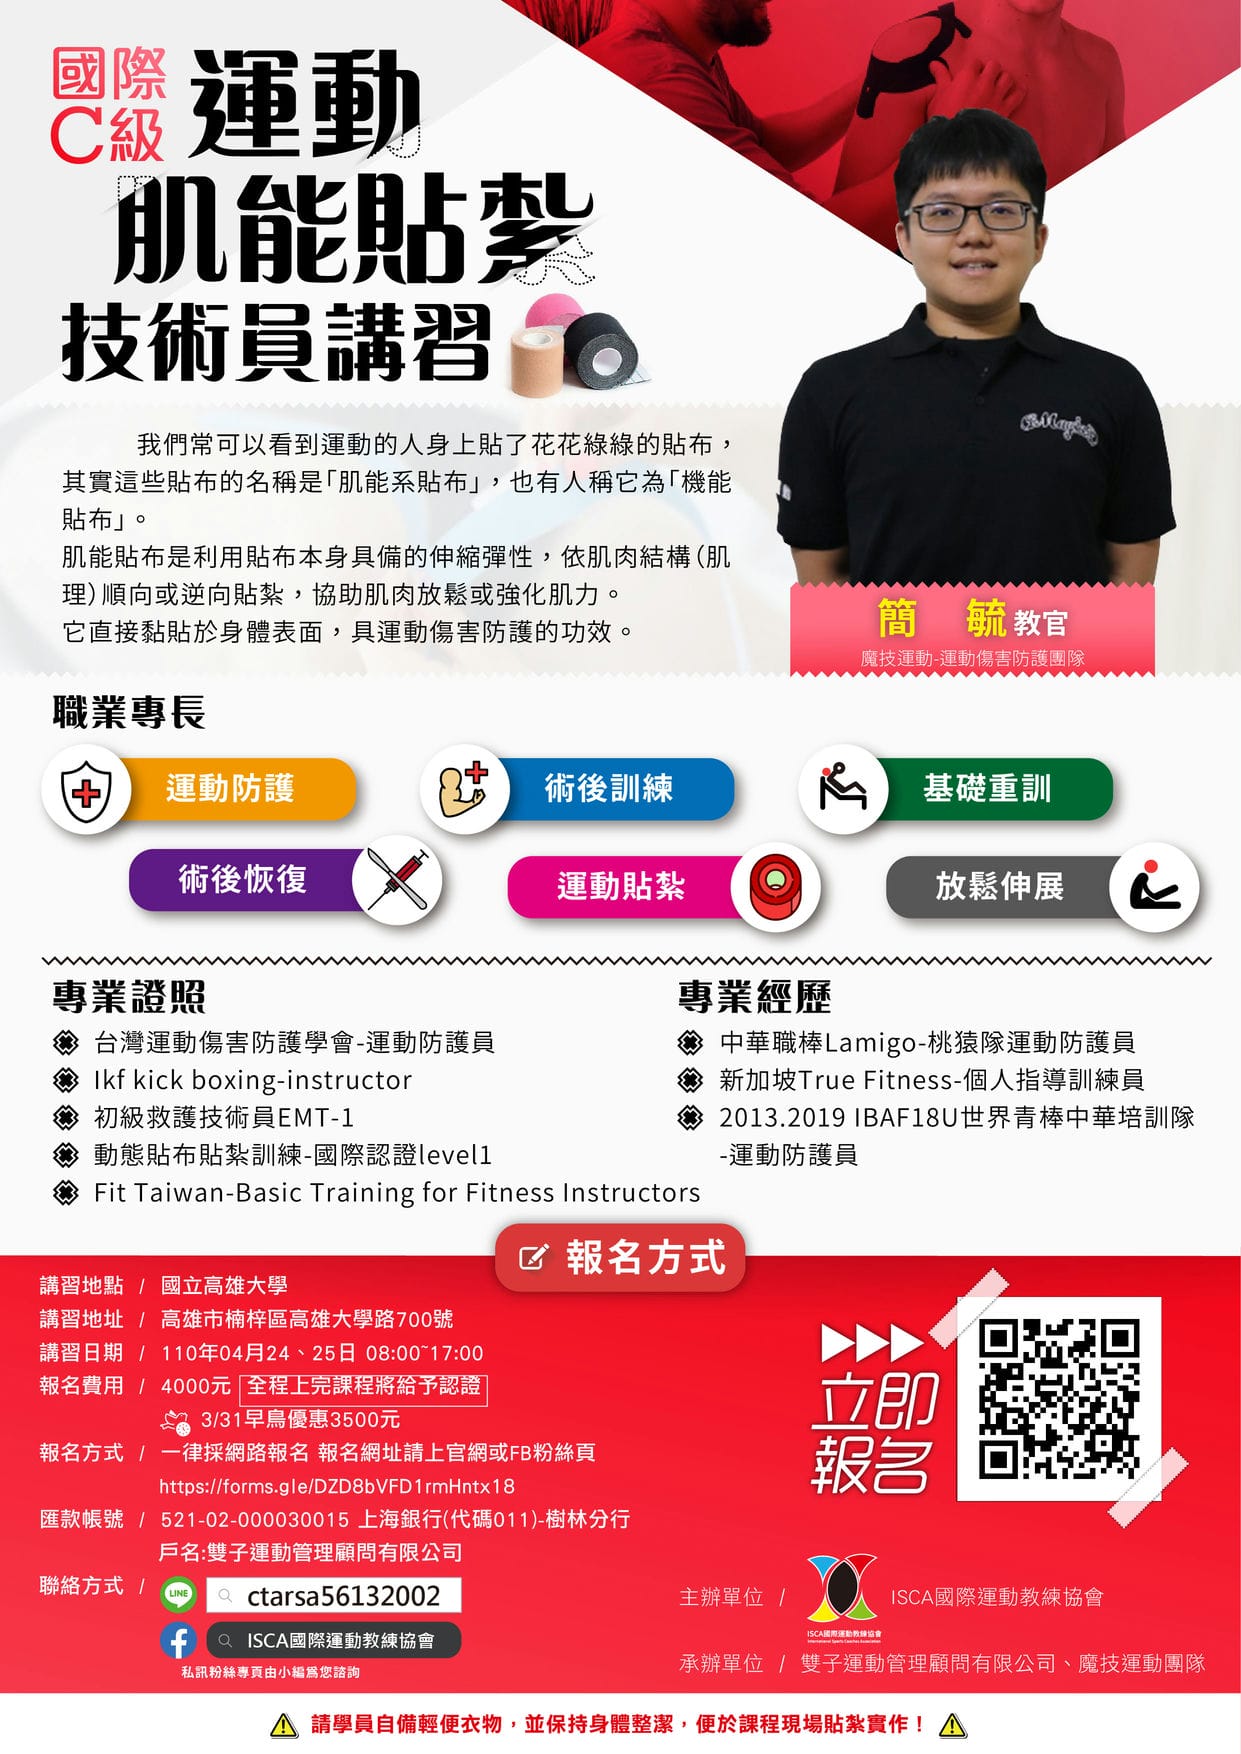 國際
C級
運動
肌能貼紮
技術員講習
我們常可以看到運動的人身上貼了花花綠綠的貼布，
其實這些貼布的名稱是「肌能系貼布」，也有人稱它為「機能
貼布」。
肌能貼布是利用貼布本身具備的伸縮彈性，依肌肉結構（肌
理）順向或逆向貼紮，協助肌肉放鬆或強化肌力。
它直接黏貼於身體表面，具運動傷害防護的功效。
簡 毓 教官
魔技運動-運動傷害防護團隊
職業專長
運動防護
術後訓練
基礎重訓
術後恢復
運動貼紮
放鬆伸展
專業證照
台灣運動傷害防護學會-運動防護員
Ikf kick boxing-instructor
初級救護技術員EMT-1
動態貼布貼紮訓練-國際認證level1
Fit Taiwan-Basic Training for Fitness Instructors
專業經歷
中華職棒Lamigo-桃猿隊運動防護員
新加坡True Fitness-個人指導訓練員
2013.2019 IBAF18U世界青棒中華培訓隊
-運動防護員
報名方式
講習地點 / 國立高雄大學
講習地址 / 高雄市楠梓區高雄大學路700號
講習日期 / 110年04月24、25日 08:00~17:00
報名費用 / 4000元 全程上完課程將給予認證
3/31早鳥優惠3500元
報名方式 / 一律採網路報名 報名網址請上官網或FB粉絲頁
https://forms.gle/DZD8bVFD1rmHntx18
匯款帳號 / 521-02-000030015 上海銀行(代碼011)-樹林分行
戶名:雙子運動管理顧問有限公司
聯絡方式 / LINE ctarsa56132002
f ISCA國際運動教練協會
私訊粉絲專頁由小編為您諮詢
立即
報名
主辦單位 / ISCA國際運動教練協會
ISCA國際運動教練協會
International Sports Coaches Association
承辦單位 / 雙子運動管理顧問有限公司、魔技運動團隊
請學員自備輕便衣物，並保持身體整潔，便於課程現場貼紮實作！